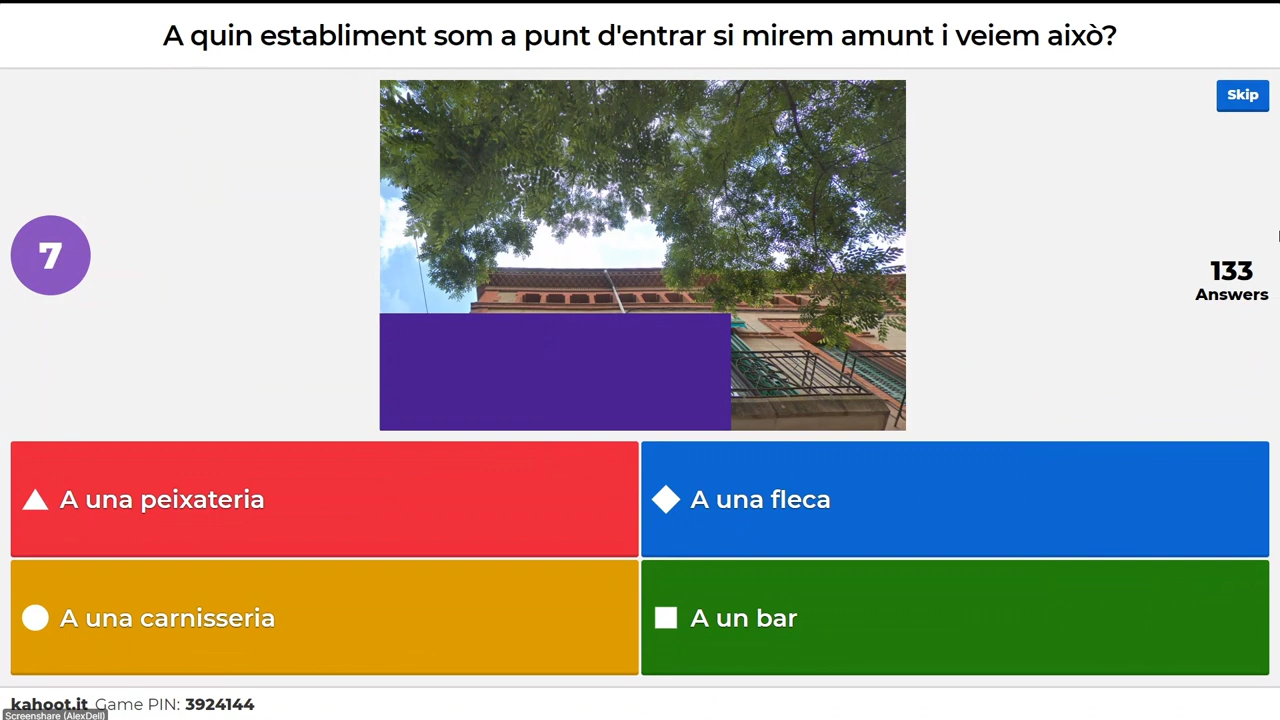 A quin establiment som a punt d'entrar si mirem amunt i veiem això?
Skip
7
133
Answers
A una peixateria
A una fleca
A una carnisseria
A un bar
kahoot.it Game PIN: 3924144
Screenshare (AlexDell)